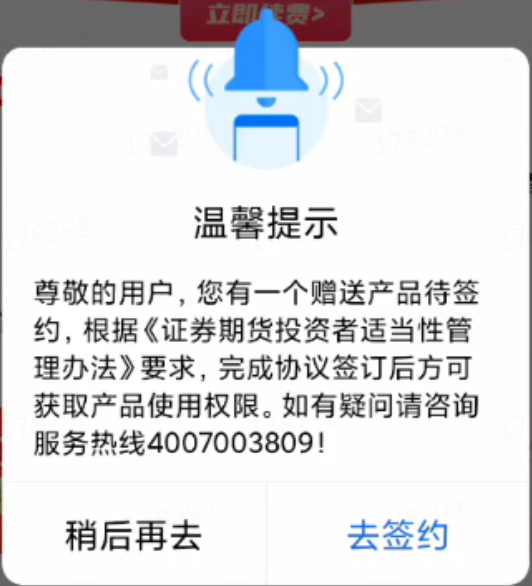 立即续费>
温馨提示
尊敬的用户，您有一个赠送产品待签
约，根据《证券期货投资者适当性管
理办法》要求，完成协议签订后方可
获取产品使用权限。如有疑问请咨询
服务热线4007003809！
稍后再去
去签约
178298
178298
178298